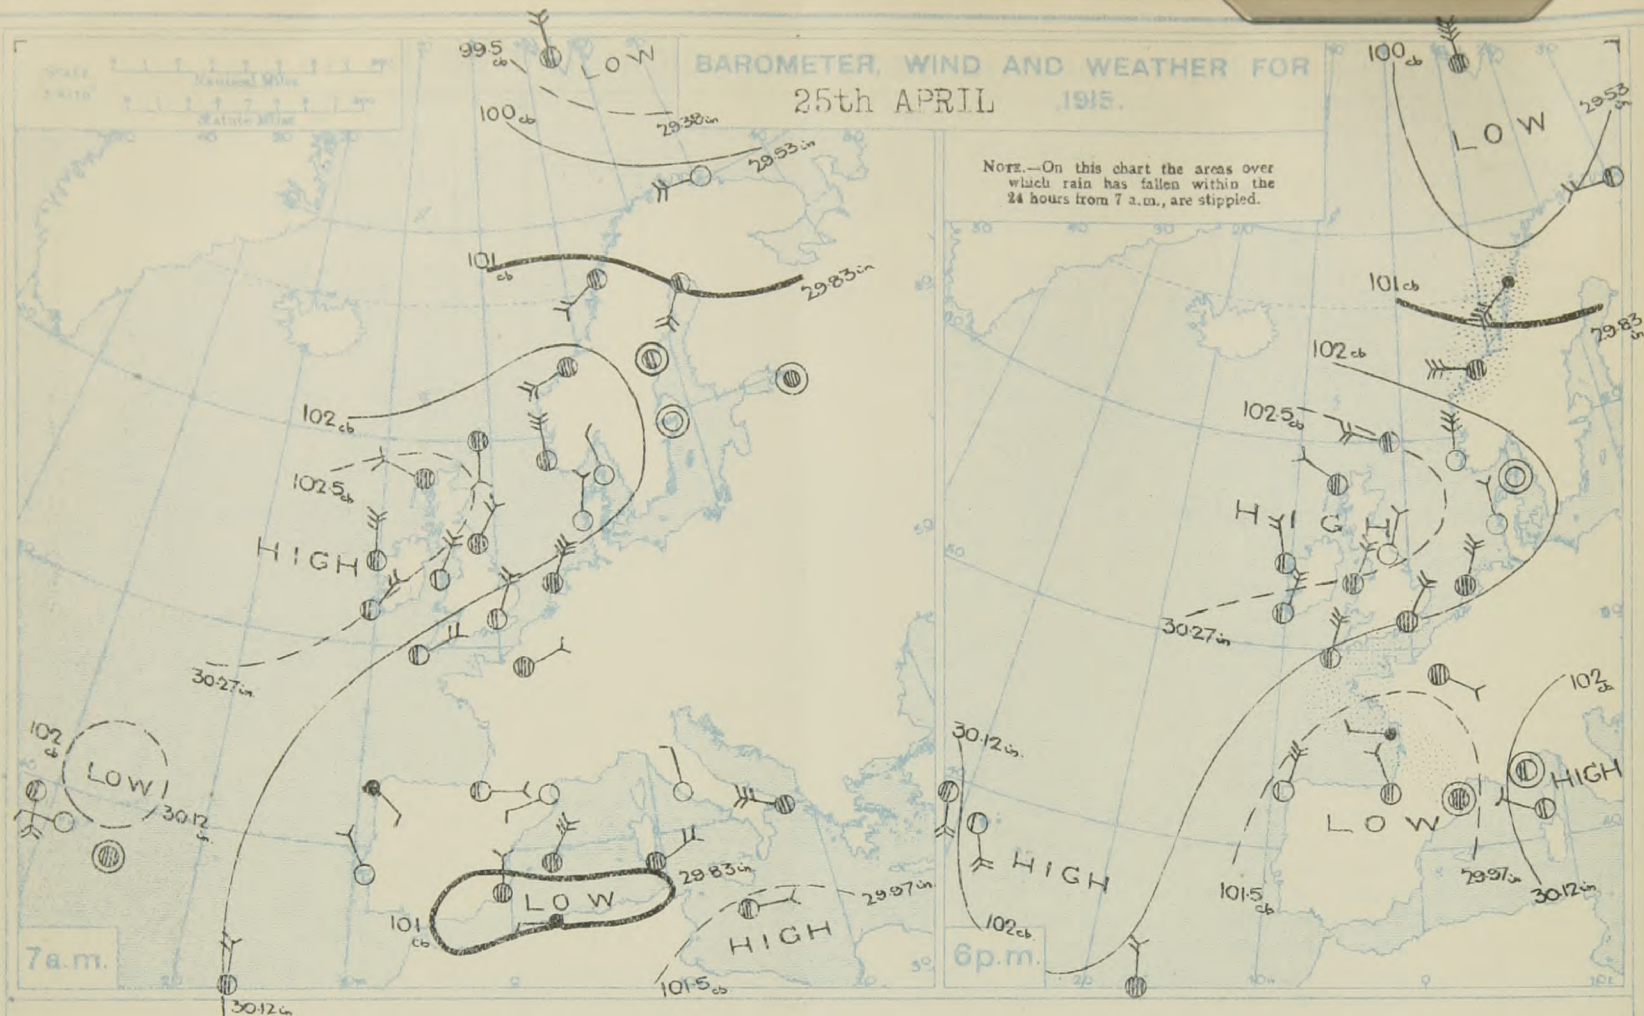 BAROMETER, WIND AND WEATHER FOR
25th APRIL 1915.
Nautical Miles
Statute Miles
NOTE.—On this chart the areas over
which rain has fallen within the
24 hours from 7 a.m., are stippled.
99.5 cb
LOW
29.38 in
100 cb
29.53 in
101 cb
29.83 in
102 cb
102.5 cb
HIGH
30.27 in.
102 cb
LOW
30.12 in.
29.83 in
LOW
101 cb
29.97 in.
HIGH
101.5 cb
30.12 in
7a.m.
100 cb
LOW
29.53 in
101 cb
29.83 in
102 cb
102.5 cb
HIGH
30.27 in.
102 cb
30.12 in.
HIGH
HIGH
LOW
101.5 cb
29.97 in
30.12 in
102 cb.
6p.m.